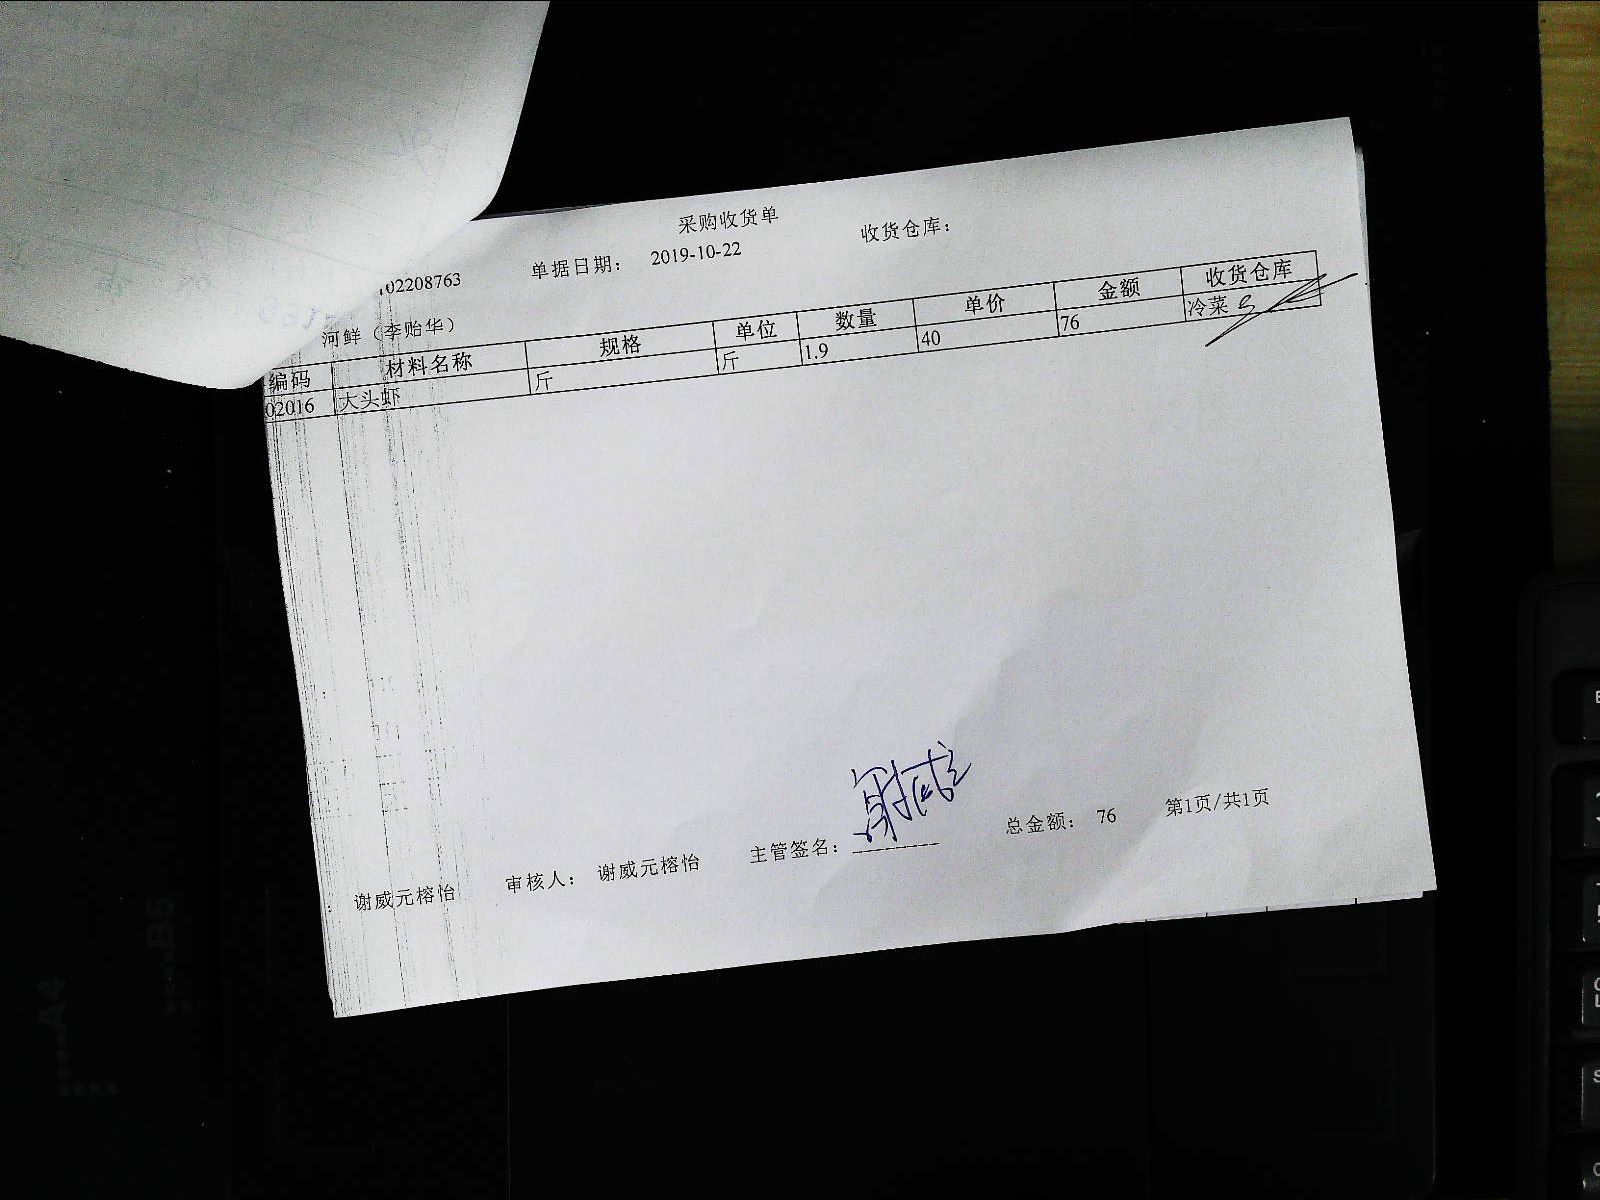 采购收货单
02208763 单据日期: 2019-10-22 收货仓库:
河鲜（李贻华）
编码 材料名称 规格 单位 数量 单价 金额 收货仓库
02016 大头虾 斤 斤 1.9 40 76 冷菜
谢威元榕怡 审核人: 谢威元榕怡 主管签名: 总金额: 76 第1页/共1页
A4
B5